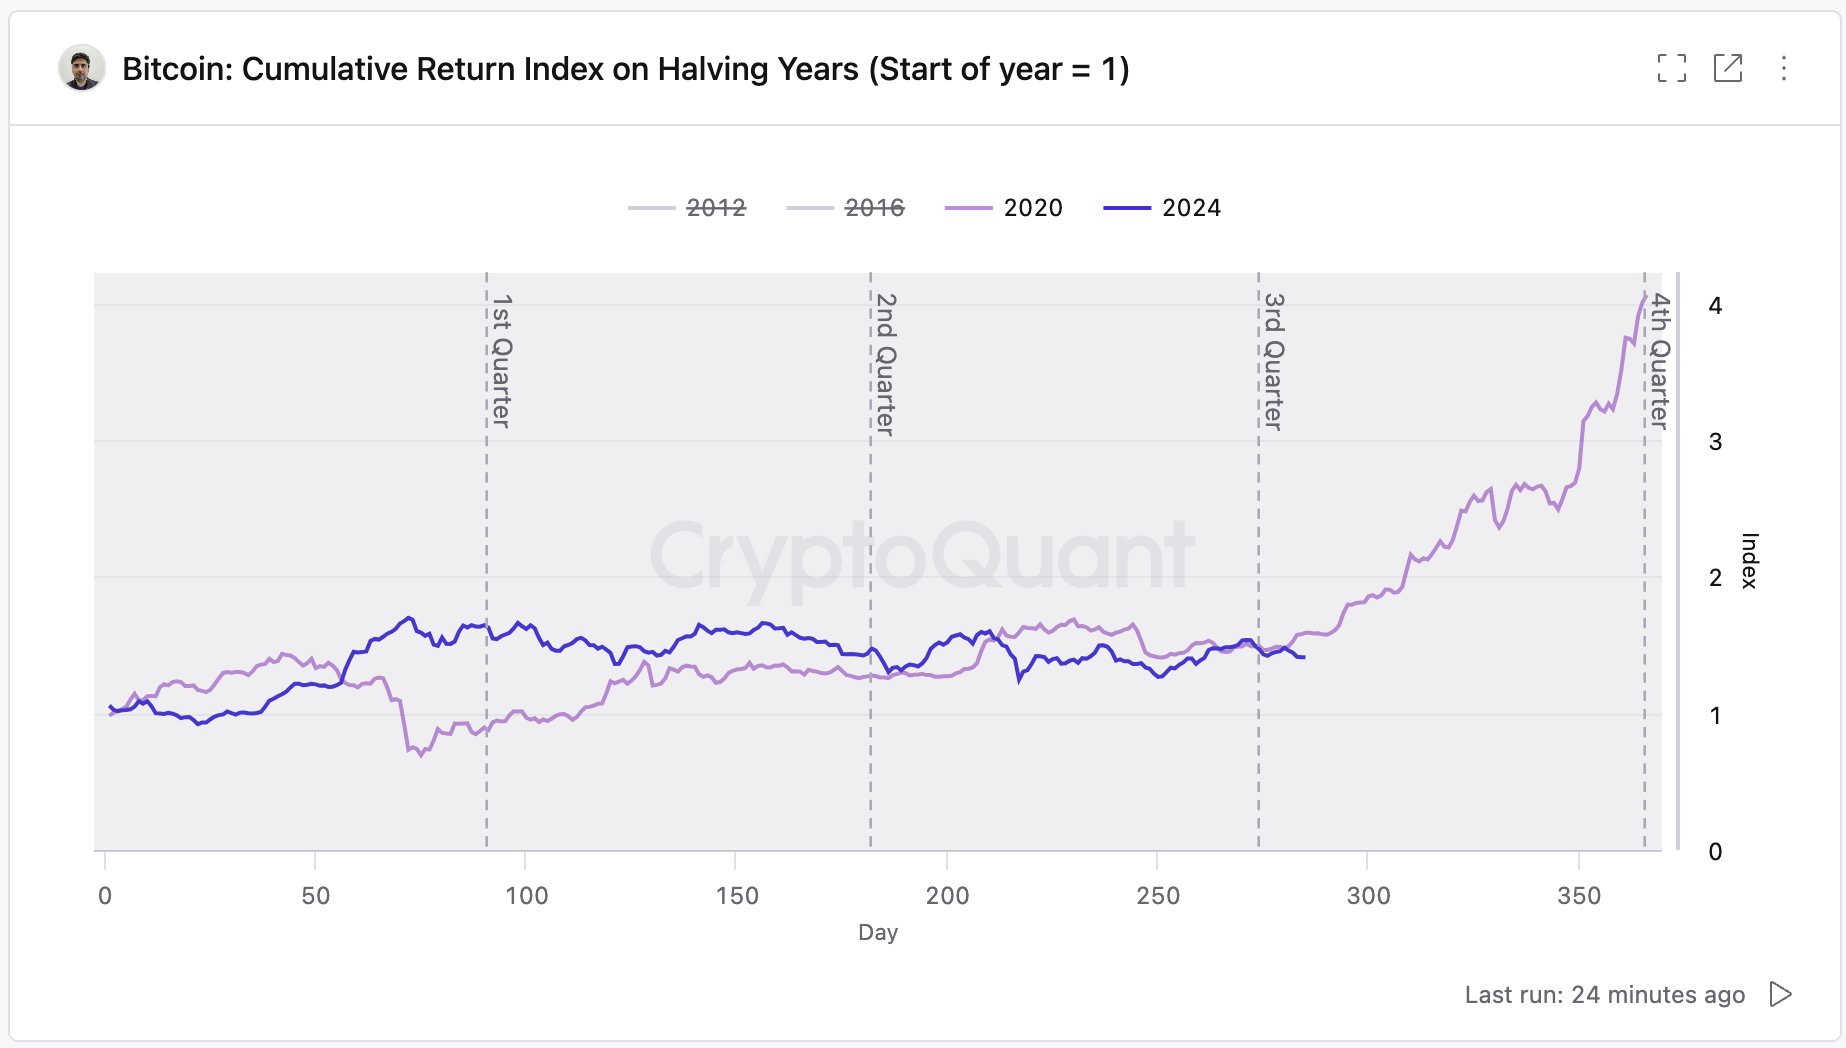 Bitcoin: Cumulative Return Index on Halving Years (Start of year = 1)
2012 2016 2020 2024
1st Quarter
2nd Quarter
3rd Quarter
4th Quarter
CryptoQuant
4
3
2
1
0
Index
0 50 100 150 200 250 300 350
Day
Last run: 24 minutes ago